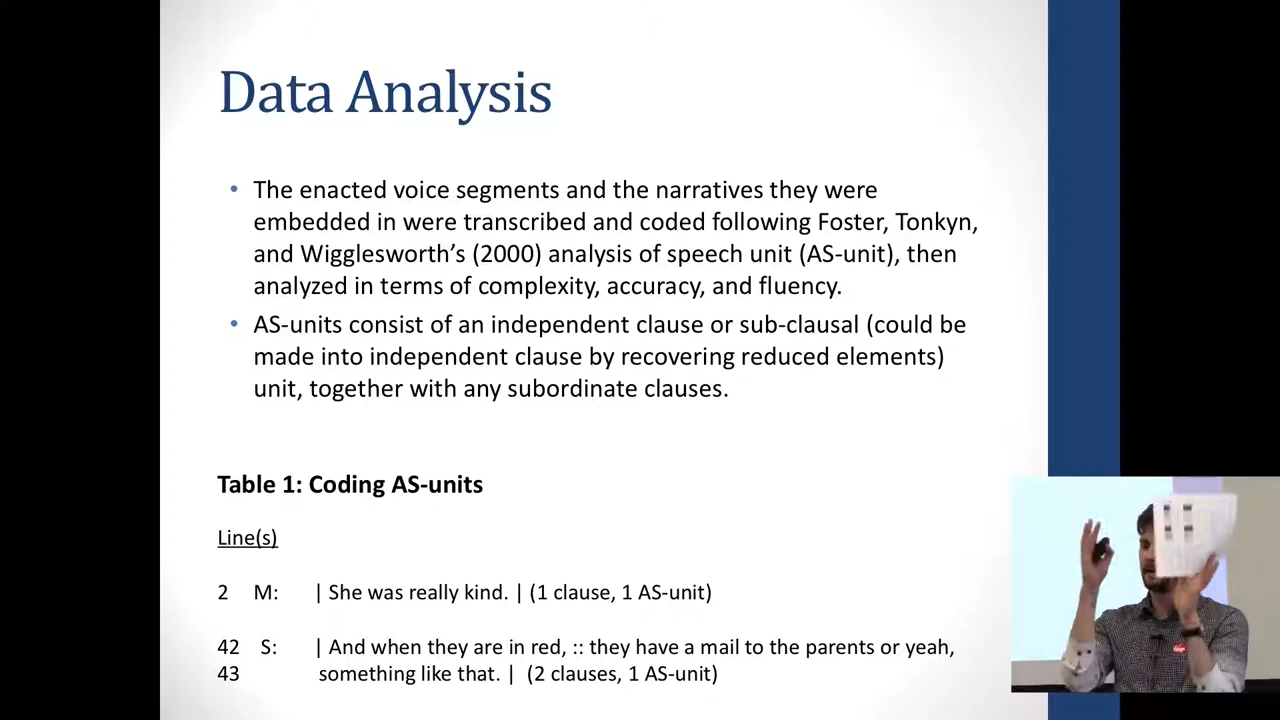 Data Analysis
• The enacted voice segments and the narratives they were
embedded in were transcribed and coded following Foster, Tonkyn,
and Wigglesworth’s (2000) analysis of speech unit (AS-unit), then
analyzed in terms of complexity, accuracy, and fluency.
• AS-units consist of an independent clause or sub-clausal (could be
made into independent clause by recovering reduced elements)
unit, together with any subordinate clauses.
Table 1: Coding AS-units
Line(s)
2 M: | She was really kind. | (1 clause, 1 AS-unit)
42 S: | And when they are in red, :: they have a mail to the parents or yeah,
43 something like that. | (2 clauses, 1 AS-unit)